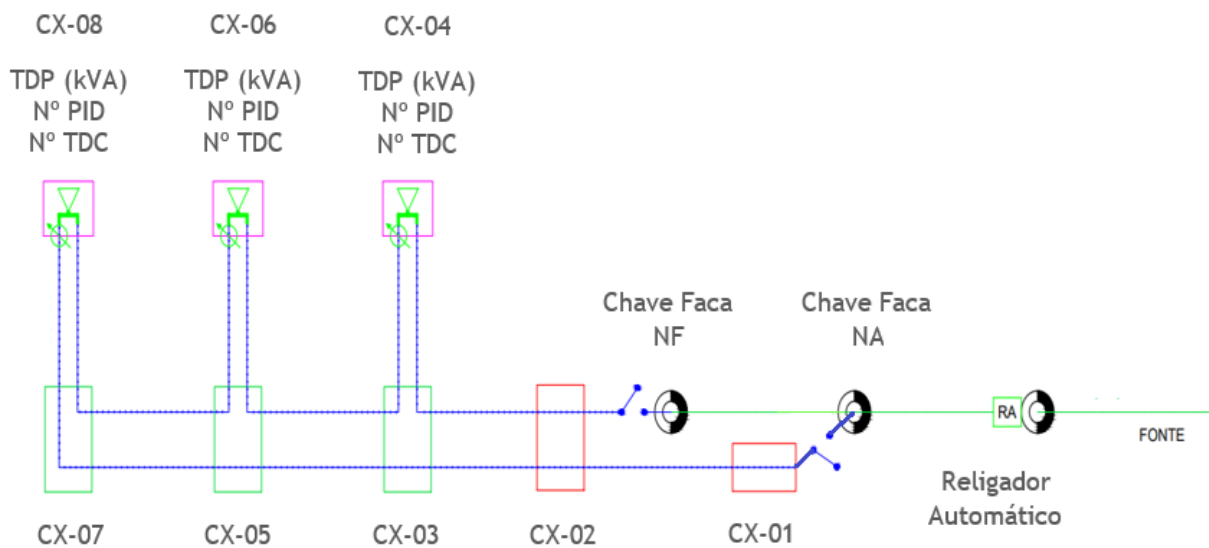 CX-08
TDP (kVA)
Nº PID
Nº TDC
CX-06
TDP (kVA)
Nº PID
Nº TDC
CX-04
TDP (kVA)
Nº PID
Nº TDC
Chave Faca
NF
Chave Faca
NA
RA
FONTE
Religador
Automático
CX-07
CX-05
CX-03
CX-02
CX-01